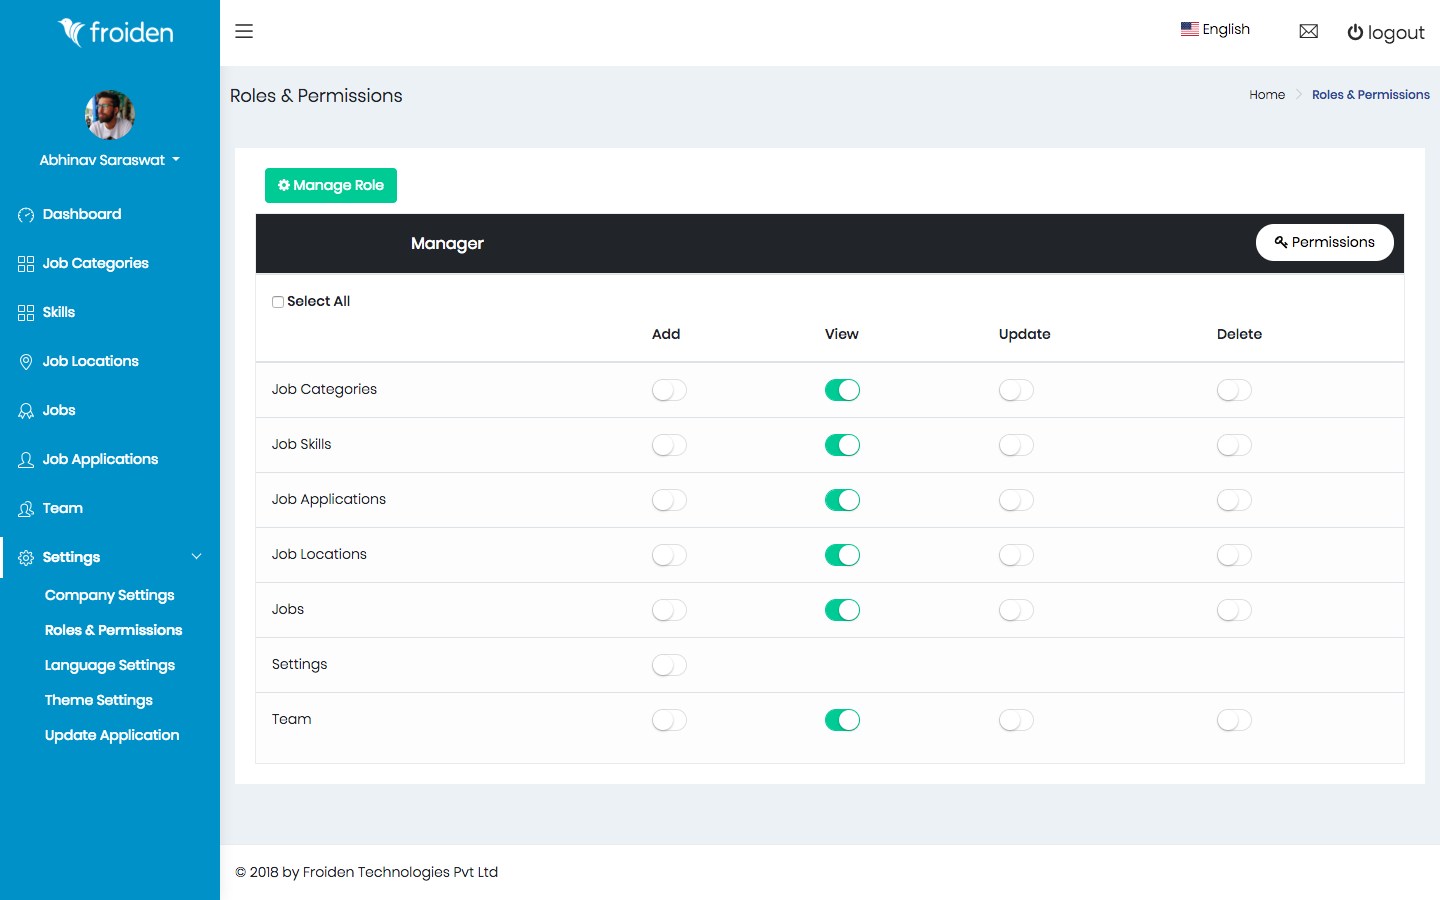 froiden
English
logout
Abhinav Saraswat
Dashboard
Job Categories
Skills
Job Locations
Jobs
Job Applications
Team
Settings
Company Settings
Roles & Permissions
Language Settings
Theme Settings
Update Application
Roles & Permissions
Home Roles & Permissions
Manage Role
Manager Permissions
Select All
Add View Update Delete
Job Categories
Job Skills
Job Applications
Job Locations
Jobs
Settings
Team
© 2018 by Froiden Technologies Pvt Ltd